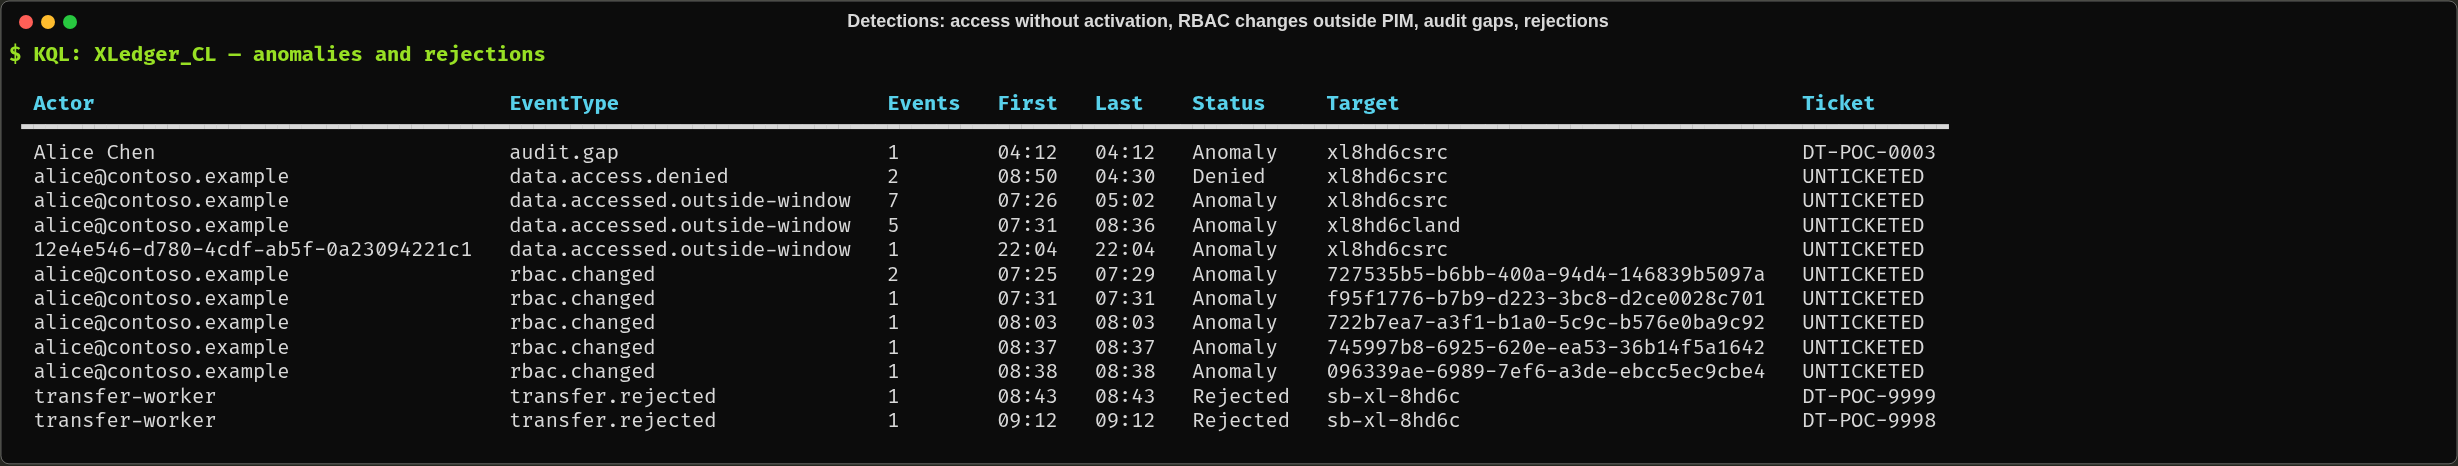 Detections: access without activation, RBAC changes outside PIM, audit gaps, rejections
$ KQL: XLedger_CL — anomalies and rejections
Actor EventType Events First Last Status Target Ticket
Alice Chen audit.gap 1 04:12 04:12 Anomaly xl8hd6csrc DT-POC-0003
alice@contoso.example data.access.denied 2 08:50 04:30 Denied xl8hd6csrc UNTICKETED
alice@contoso.example data.accessed.outside-window 7 07:26 05:02 Anomaly xl8hd6csrc UNTICKETED
alice@contoso.example data.accessed.outside-window 5 07:31 08:36 Anomaly xl8hd6cland UNTICKETED
12e4e546-d780-4cdf-ab5f-0a23094221c1 data.accessed.outside-window 1 22:04 22:04 Anomaly xl8hd6csrc UNTICKETED
alice@contoso.example rbac.changed 2 07:25 07:29 Anomaly 727535b5-b6bb-400a-94d4-146839b5097a UNTICKETED
alice@contoso.example rbac.changed 1 07:31 07:31 Anomaly f95f1776-b7b9-d223-3bc8-d2ce0028c701 UNTICKETED
alice@contoso.example rbac.changed 1 08:03 08:03 Anomaly 722b7ea7-a3f1-b1a0-5c9c-b576e0ba9c92 UNTICKETED
alice@contoso.example rbac.changed 1 08:37 08:37 Anomaly 745997b8-6925-620e-ea53-36b14f5a1642 UNTICKETED
alice@contoso.example rbac.changed 1 08:38 08:38 Anomaly 096339ae-6989-7ef6-a3de-ebcc5ec9cbe4 UNTICKETED
transfer-worker transfer.rejected 1 08:43 08:43 Rejected sb-xl-8hd6c DT-POC-9999
transfer-worker transfer.rejected 1 09:12 09:12 Rejected sb-xl-8hd6c DT-POC-9998